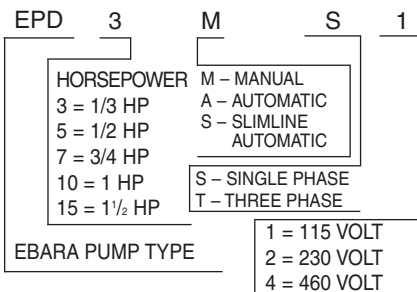 EPD 3 M S 1
HORSEPOWER
3 = 1/3 HP
5 = 1/2 HP
7 = 3/4 HP
10 = 1 HP
15 = 1 1/2 HP
M – MANUAL
A – AUTOMATIC
S – SLIMLINE
AUTOMATIC
S – SINGLE PHASE
T – THREE PHASE
EBARA PUMP TYPE
1 = 115 VOLT
2 = 230 VOLT
4 = 460 VOLT